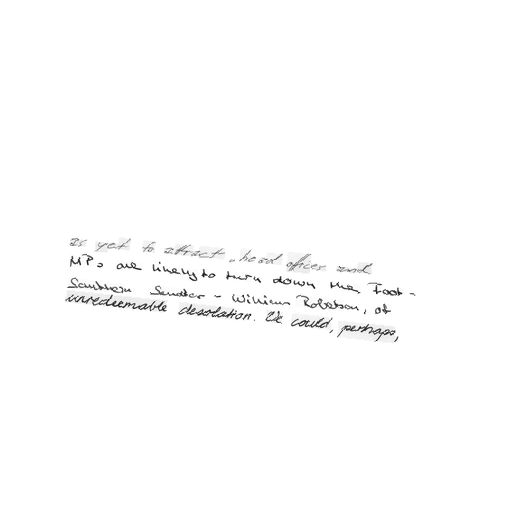 as yet to attract head offices and
MPs are likely to turn down the Foot-
Southern Senator - William Robertson, of
unredeemable desolation. We could, perhaps,